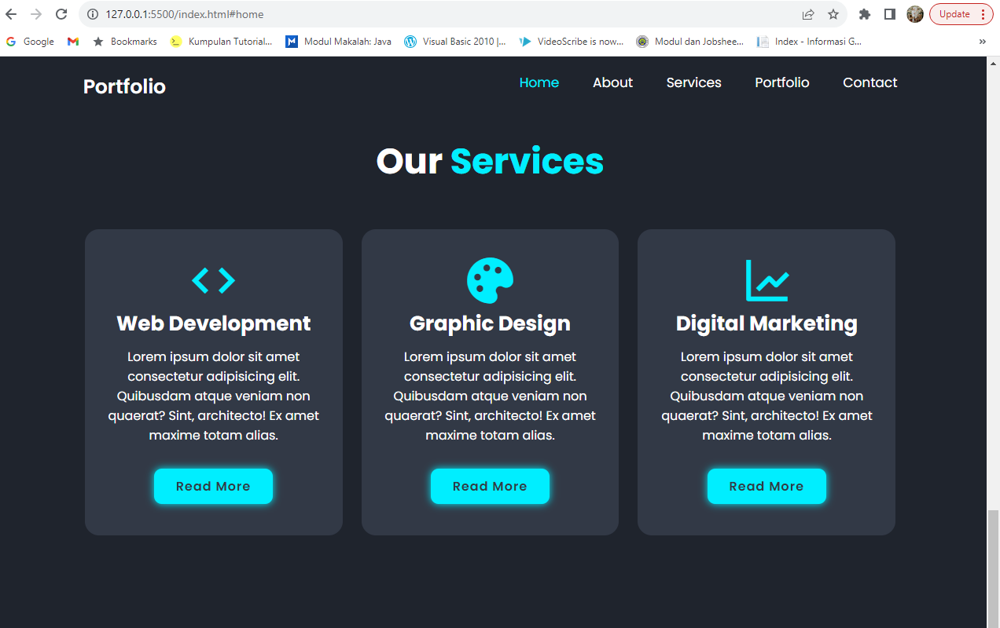 127.0.0.1:5500/index.html#home
Update
Google
Bookmarks
Kumpulan Tutorial...
Modul Makalah: Java
Visual Basic 2010 |...
VideoScribe is now...
Modul dan Jobshee...
Index - Informasi G...
»
Portfolio
Home About Services Portfolio Contact
Our Services
Web Development
Lorem ipsum dolor sit amet
consectetur adipisicing elit.
Quibusdam atque veniam non
quaerat? Sint, architecto! Ex amet
maxime totam alias.
Read More
Graphic Design
Lorem ipsum dolor sit amet
consectetur adipisicing elit.
Quibusdam atque veniam non
quaerat? Sint, architecto! Ex amet
maxime totam alias.
Read More
Digital Marketing
Lorem ipsum dolor sit amet
consectetur adipisicing elit.
Quibusdam atque veniam non
quaerat? Sint, architecto! Ex amet
maxime totam alias.
Read More